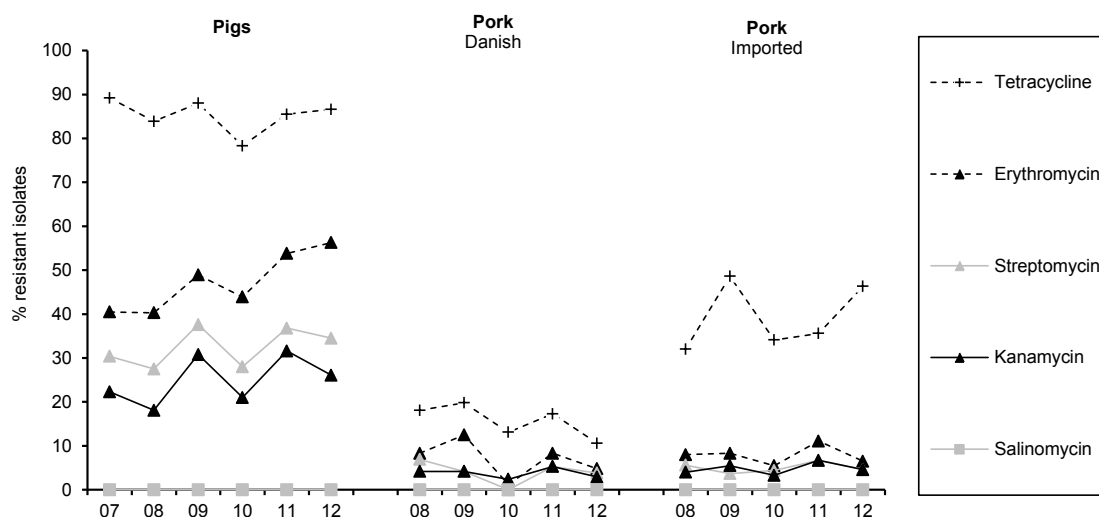 Pigs
Pork
Danish
Pork
Imported
% resistant isolates
100
90
80
70
60
50
40
30
20
10
0
07 08 09 10 11 12
08 09 10 11 12
08 09 10 11 12
Tetracycline
Erythromycin
Streptomycin
Kanamycin
Salinomycin